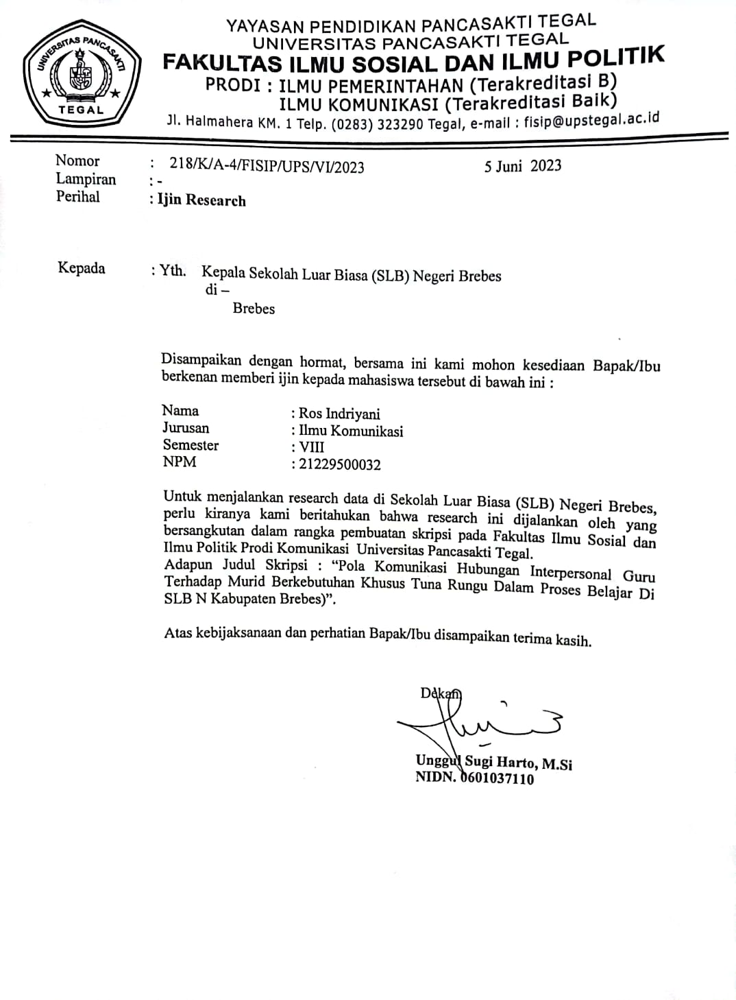 UNIVERSITAS PANCASAKTI
TEGAL
YAYASAN PENDIDIKAN PANCASAKTI TEGAL
UNIVERSITAS PANCASAKTI TEGAL
FAKULTAS ILMU SOSIAL DAN ILMU POLITIK
PRODI : ILMU PEMERINTAHAN (Terakreditasi B)
ILMU KOMUNIKASI (Terakreditasi Baik)
Jl. Halmahera KM. 1 Telp. (0283) 323290 Tegal, e-mail : fisip@upstegal.ac.id
Nomor : 218/K/A-4/FISIP/UPS/VI/2023 5 Juni 2023
Lampiran : -
Perihal : Ijin Research
Kepada : Yth. Kepala Sekolah Luar Biasa (SLB) Negeri Brebes
di –
Brebes
Disampaikan dengan hormat, bersama ini kami mohon kesediaan Bapak/Ibu
berkenan memberi ijin kepada mahasiswa tersebut di bawah ini :
Nama : Ros Indriyani
Jurusan : Ilmu Komunikasi
Semester : VIII
NPM : 21229500032
Untuk menjalankan research data di Sekolah Luar Biasa (SLB) Negeri Brebes,
perlu kiranya kami beritahukan bahwa research ini dijalankan oleh yang
bersangkutan dalam rangka pembuatan skripsi pada Fakultas Ilmu Sosial dan
Ilmu Politik Prodi Komunikasi Universitas Pancasakti Tegal.
Adapun Judul Skripsi : “Pola Komunikasi Hubungan Interpersonal Guru
Terhadap Murid Berkebutuhan Khusus Tuna Rungu Dalam Proses Belajar Di
SLB N Kabupaten Brebes)”.
Atas kebijaksanaan dan perhatian Bapak/Ibu disampaikan terima kasih.
Dekan
Unggul Sugi Harto, M.Si
NIDN. 0601037110